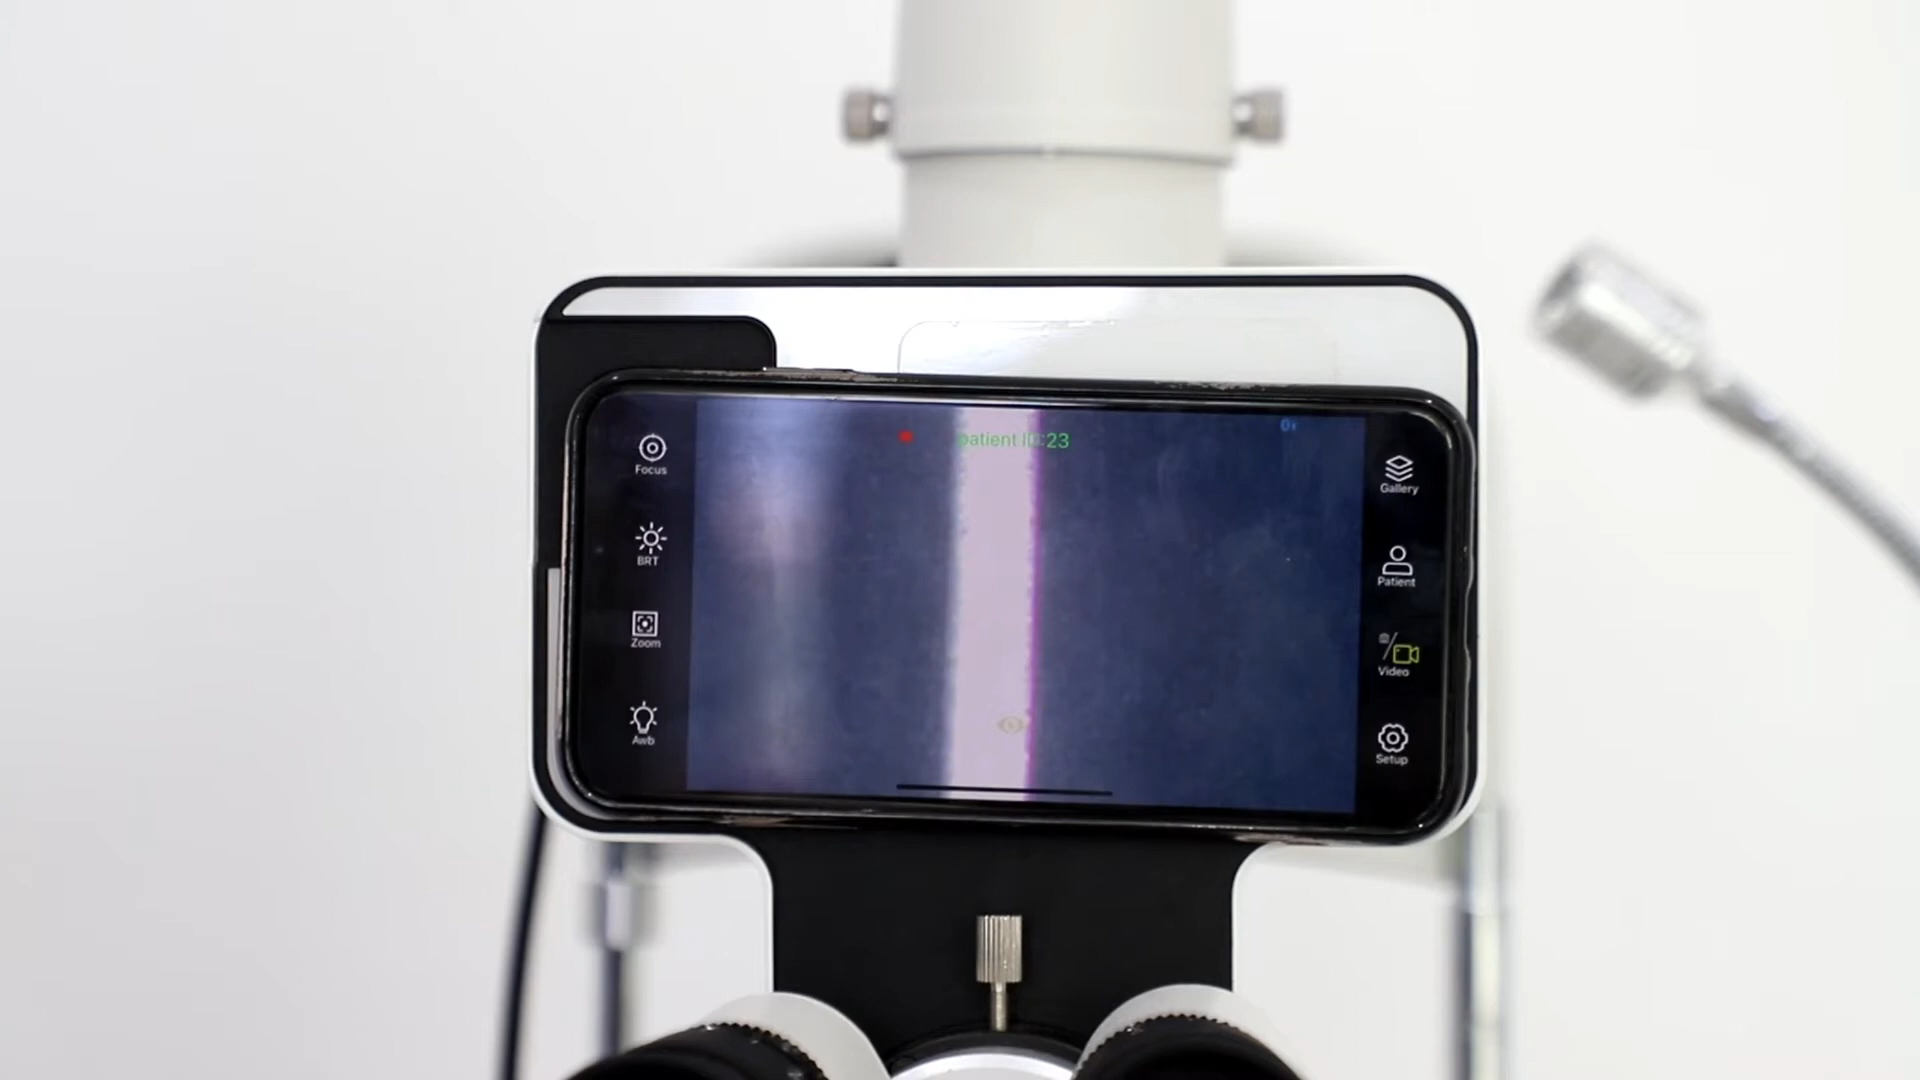 patient ID:23
Focus
BRT
Zoom
Awb
Gallery
Patient
Video
Setup